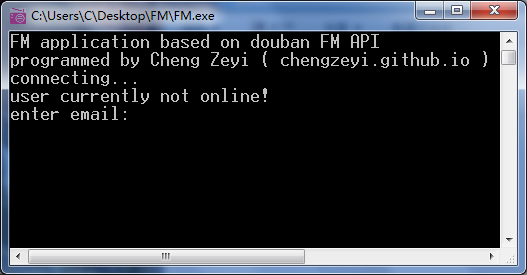 C:\Users\C\Desktop\FM\FM.exe
FM application based on douban FM API
programmed by Cheng Zeyi ( chengzeyi.github.io )
connecting...
user currently not online!
enter email: